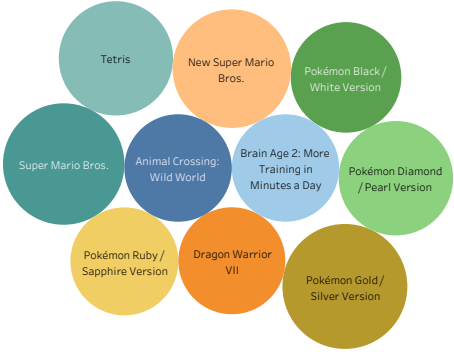 Tetris
New Super Mario
Bros.
Pokémon Black /
White Version
Super Mario Bros.
Animal Crossing:
Wild World
Brain Age 2: More
Training in
Minutes a Day
Pokémon Diamond
/ Pearl Version
Pokémon Ruby /
Sapphire Version
Dragon Warrior
VII
Pokémon Gold /
Silver Version